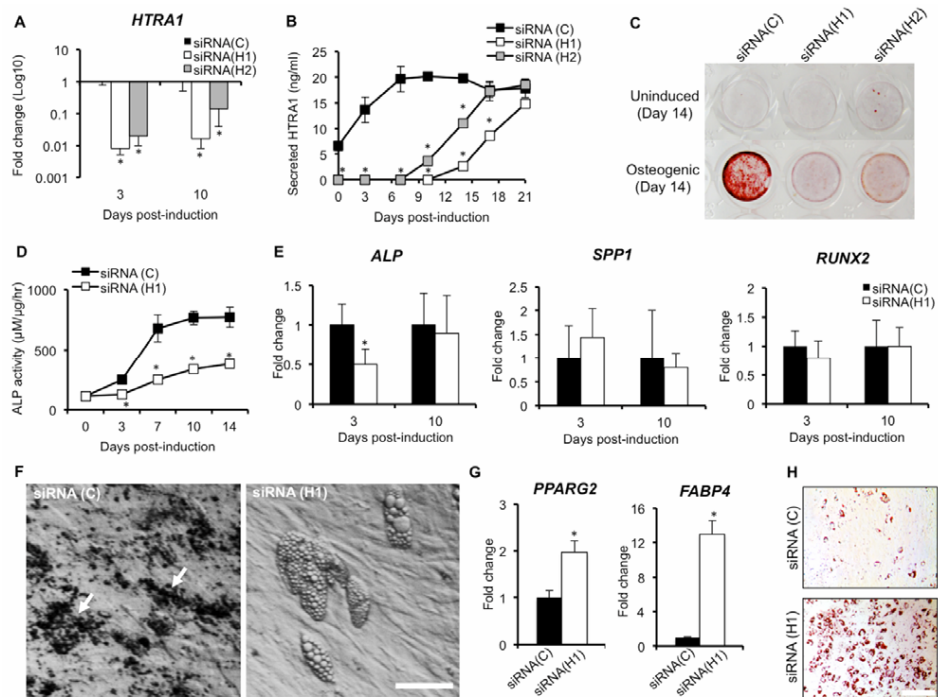 A
HTRA1
siRNA(C)
siRNA(H1)
siRNA(H2)
Fold change (Log10)
10
1
0.1
0.01
0.001
*
*
*
*
3
10
Days post-induction
B
siRNA (C)
siRNA (H1)
siRNA (H2)
Secreted HTRA1 (ng/ml)
25
20
15
10
5
0
*
*
*
*
*
*
*
*
0
3
6
7
9
10
12
14
15
17
18
21
Days post-induction
C
siRNA(C)
siRNA(H1)
siRNA(H2)
Uninduced
(Day 14)
Osteogenic
(Day 14)
D
siRNA (C)
siRNA (H1)
ALP activity (μM/μg/hr)
1000
500
0
*
*
*
*
0
3
7
10
14
Days post-induction
E
ALP
Fold change
1.5
1
0.5
0
*
3
10
Days post-induction
SPP1
Fold change
2.5
2
1.5
1
0.5
0
3
10
Days post-induction
RUNX2
siRNA(C)
siRNA(H1)
Fold change
2
1.5
1
0.5
0
3
10
Days post-induction
F
siRNA (C)
siRNA (H1)
G
PPARG2
Fold change
3
2
1
0
*
siRNA(C)
siRNA(H1)
FABP4
Fold change
16
12
8
4
0
*
siRNA(C)
siRNA(H1)
H
siRNA (C)
siRNA (H1)